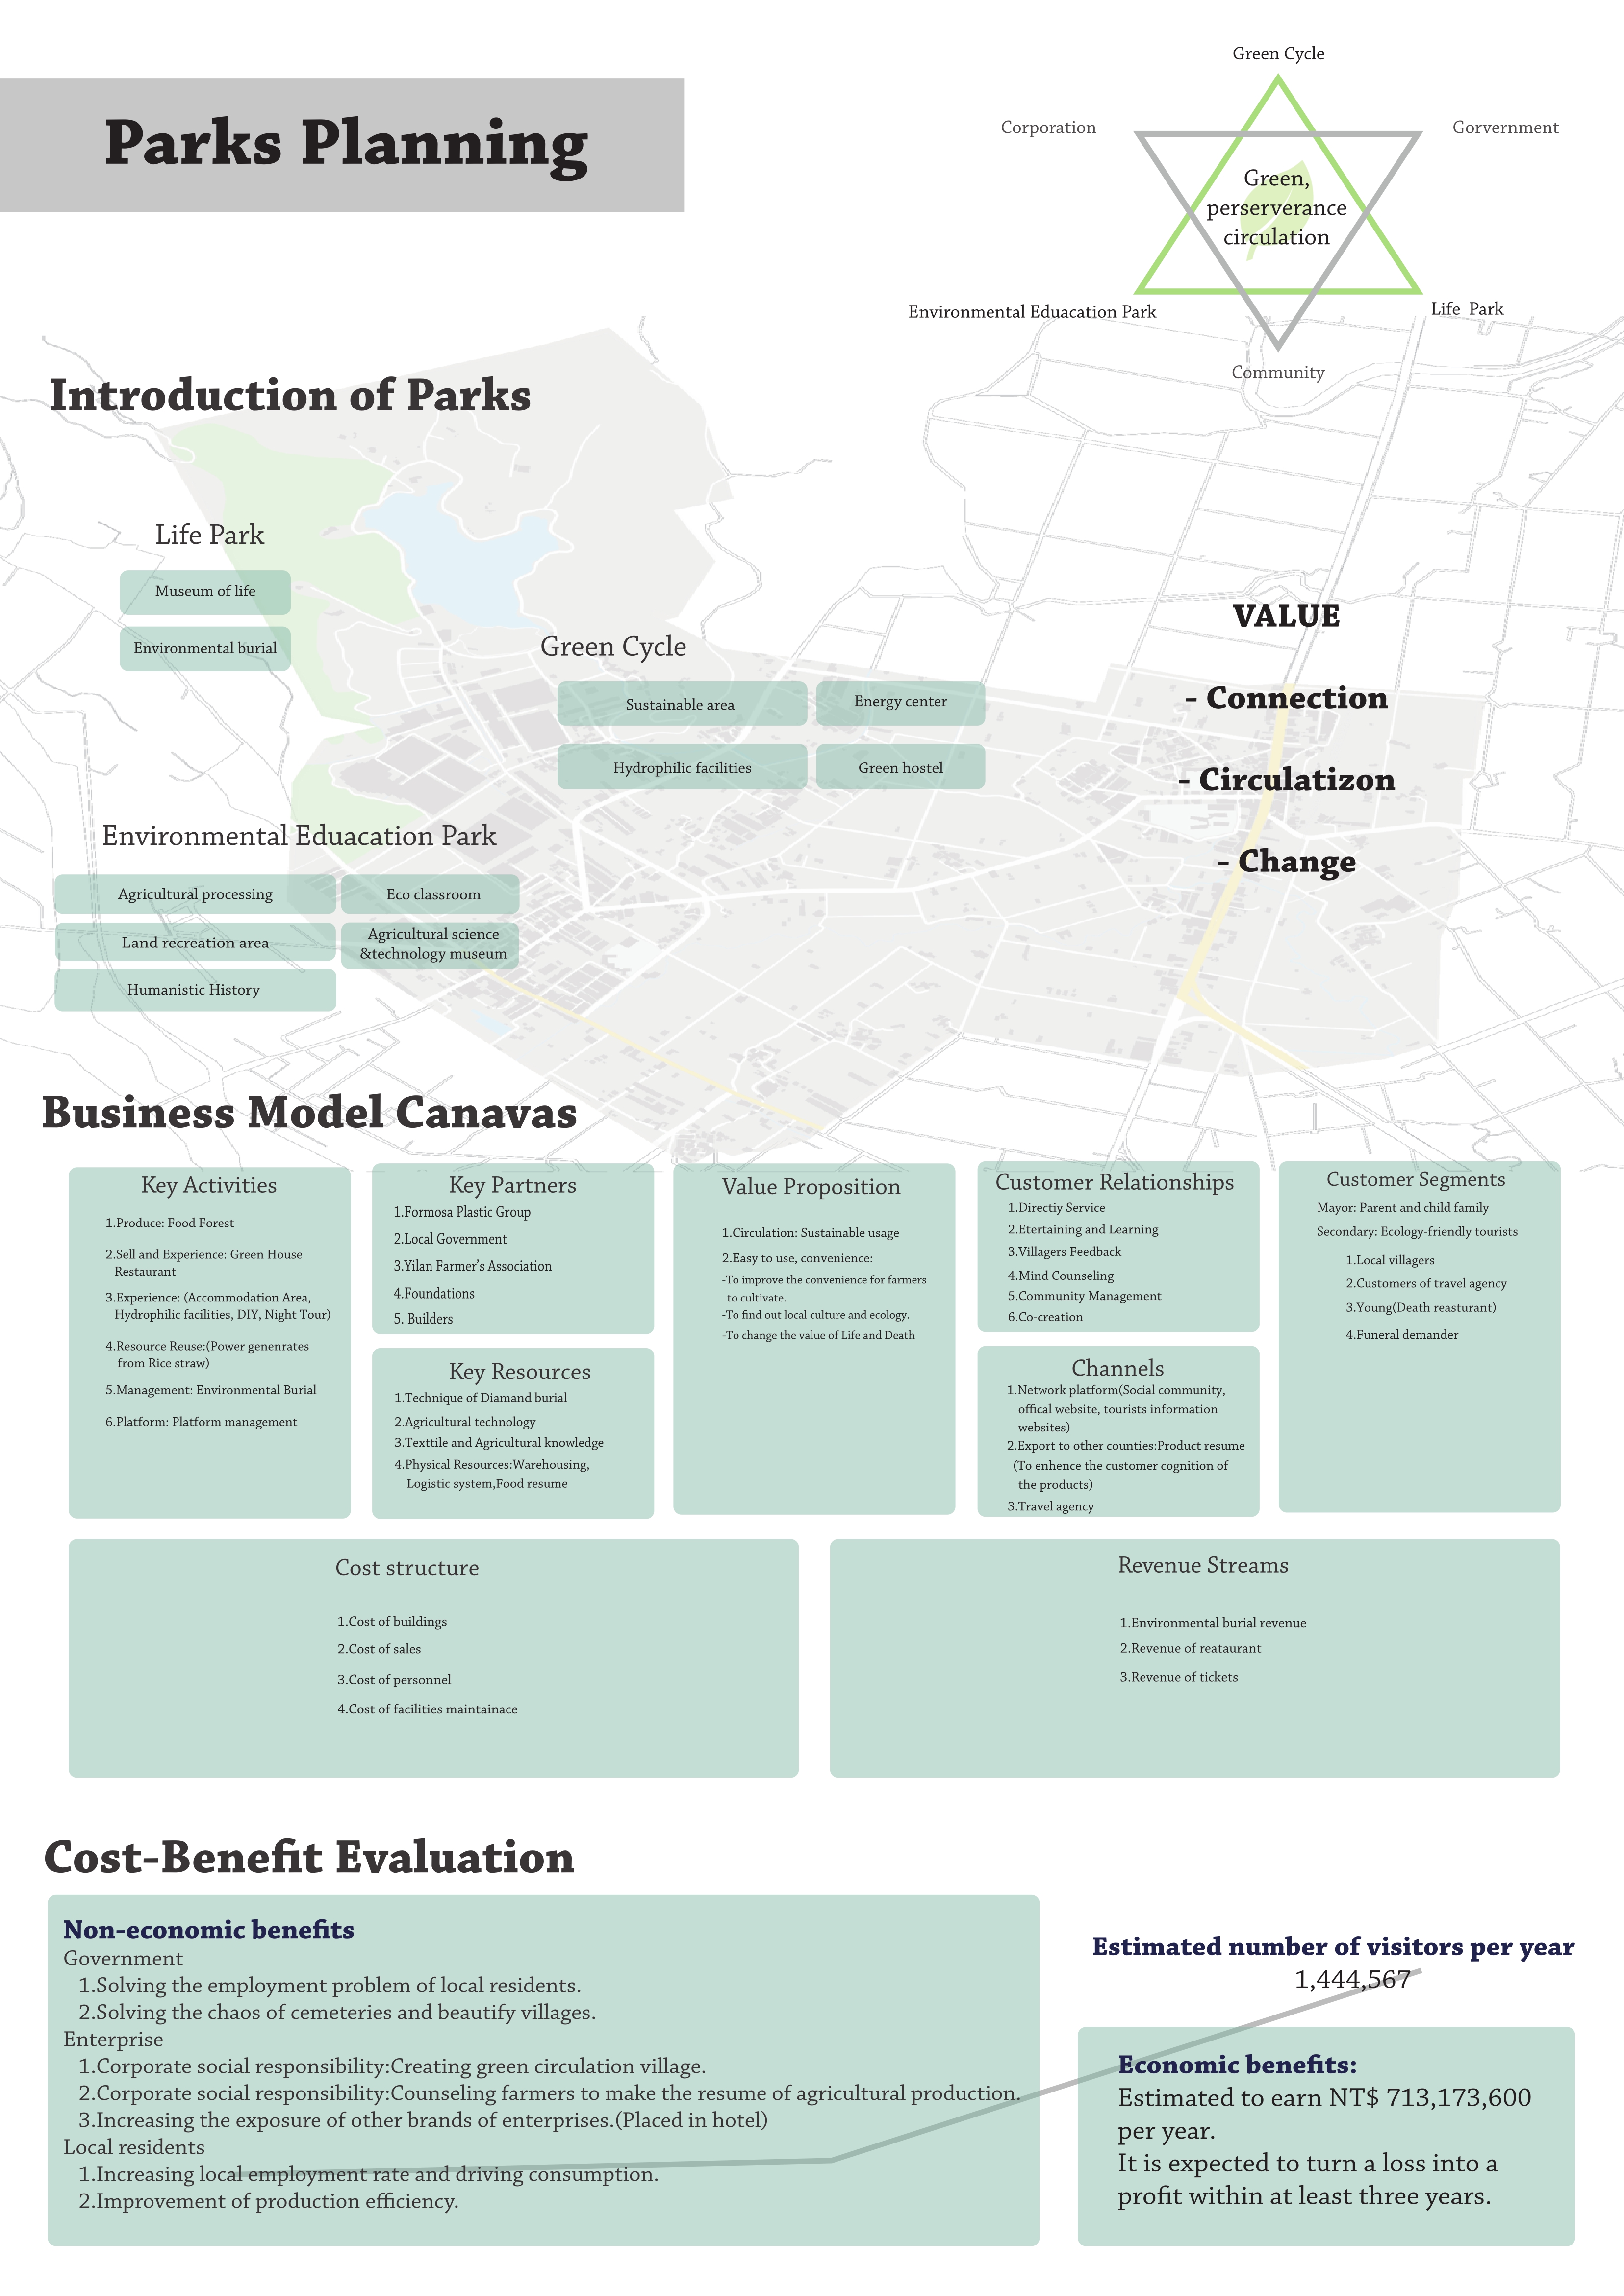 Parks Planning
Green Cycle
Corporation
Gorvernment
Green,
perserverance
circulation
Environmental Eduacation Park
Life Park
Community
Introduction of Parks
Life Park
Museum of life
Environmental burial
Green Cycle
Sustainable area
Energy center
Hydrophilic facilities
Green hostel
VALUE
- Connection
- Circulatizon
- Change
Environmental Eduacation Park
Agricultural processing
Eco classroom
Land recreation area
Agricultural science
&technology museum
Humanistic History
Business Model Canavas
Key Activities
1.Produce: Food Forest
2.Sell and Experience: Green House
Restaurant
3.Experience: (Accommodation Area,
Hydrophilic facilities, DIY, Night Tour)
4.Resource Reuse:(Power genenrates
from Rice straw)
5.Management: Environmental Burial
6.Platform: Platform management
Key Partners
1.Formosa Plastic Group
2.Local Government
3.Yilan Farmer's Association
4.Foundations
5. Builders
Key Resources
1.Technique of Diamand burial
2.Agricultural technology
3.Texttile and Agricultural knowledge
4.Physical Resources:Warehousing,
Logistic system,Food resume
Value Proposition
1.Circulation: Sustainable usage
2.Easy to use, convenience:
-To improve the convenience for farmers
to cultivate.
-To find out local culture and ecology.
-To change the value of Life and Death
Customer Relationships
1.Directiy Service
2.Etertaining and Learning
3.Villagers Feedback
4.Mind Counseling
5.Community Management
6.Co-creation
Channels
1.Network platform(Social community,
offical website, tourists information
websites)
2.Export to other counties:Product resume
(To enhence the customer cognition of
the products)
3.Travel agency
Customer Segments
Mayor: Parent and child family
Secondary: Ecology-friendly tourists
1.Local villagers
2.Customers of travel agency
3.Young(Death reasturant)
4.Funeral demander
Cost structure
1.Cost of buildings
2.Cost of sales
3.Cost of personnel
4.Cost of facilities maintainace
Revenue Streams
1.Environmental burial revenue
2.Revenue of reataurant
3.Revenue of tickets
Cost-Benefit Evaluation
Non-economic benefits
Government
1.Solving the employment problem of local residents.
2.Solving the chaos of cemeteries and beautify villages.
Enterprise
1.Corporate social responsibility:Creating green circulation village.
2.Corporate social responsibility:Counseling farmers to make the resume of agricultural production.
3.Increasing the exposure of other brands of enterprises.(Placed in hotel)
Local residents
1.Increasing local employment rate and driving consumption.
2.Improvement of production efficiency.
Estimated number of visitors per year
1,444,567
Economic benefits:
Estimated to earn NT$ 713,173,600
per year.
It is expected to turn a loss into a
profit within at least three years.